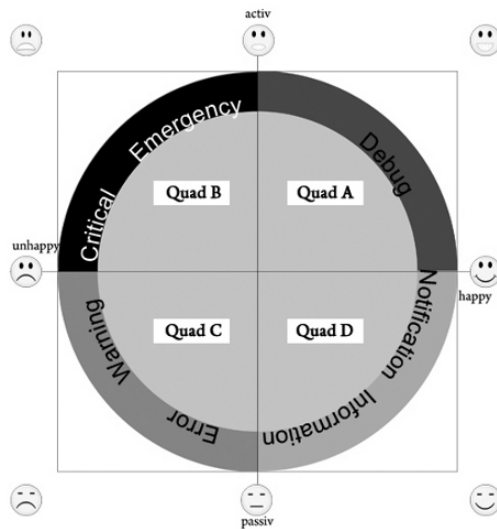 activ
Emergency
Debug
Critical
Quad B
Quad A
unhappy
happy
Notification
Quad C
Quad D
Warning
Error
Information
passiv